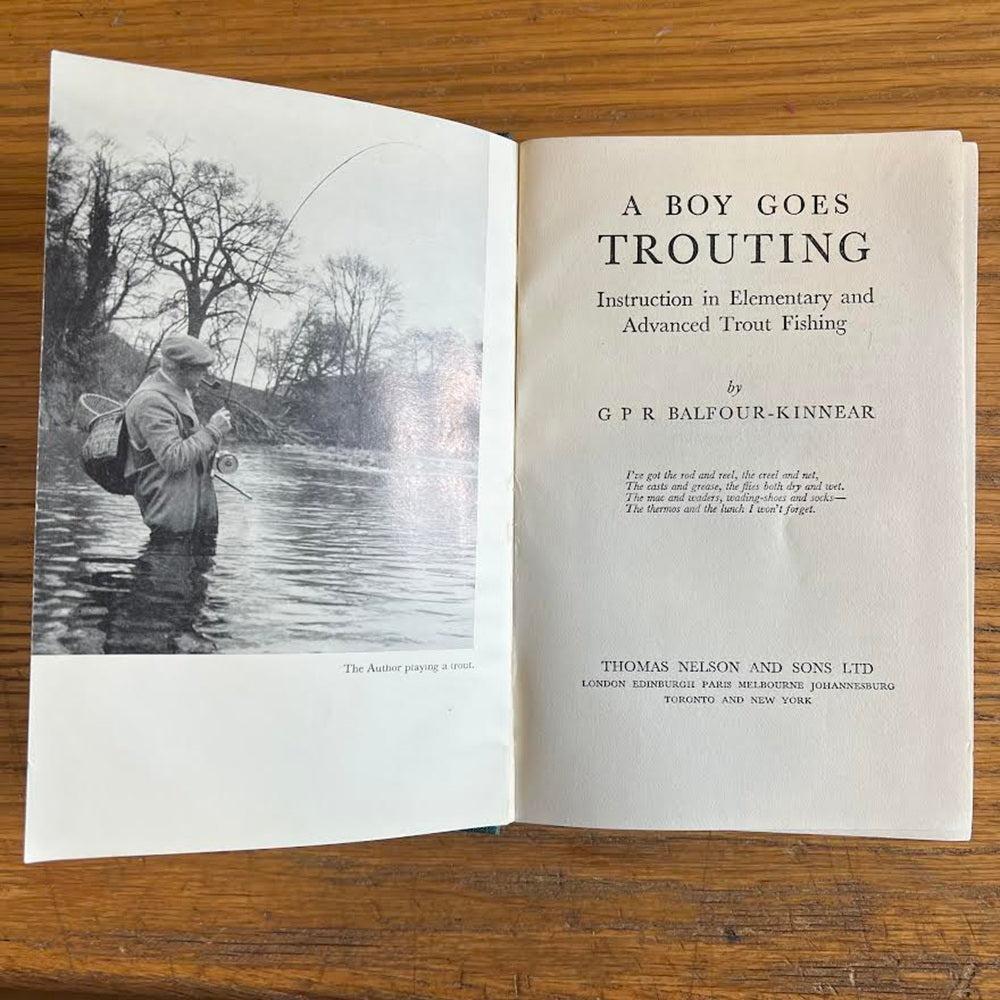 The Author playing a trout.
A BOY GOES
TROUTING
Instruction in Elementary and
Advanced Trout Fishing
by
G P R BALFOUR-KINNEAR
I've got the rod and reel, the creel and net,
The casts and grease, the flies both dry and wet.
The mac and waders, wading-shoes and socks—
The thermos and the lunch I won't forget.
THOMAS NELSON AND SONS LTD
LONDON EDINBURGH PARIS MELBOURNE JOHANNESBURG
TORONTO AND NEW YORK